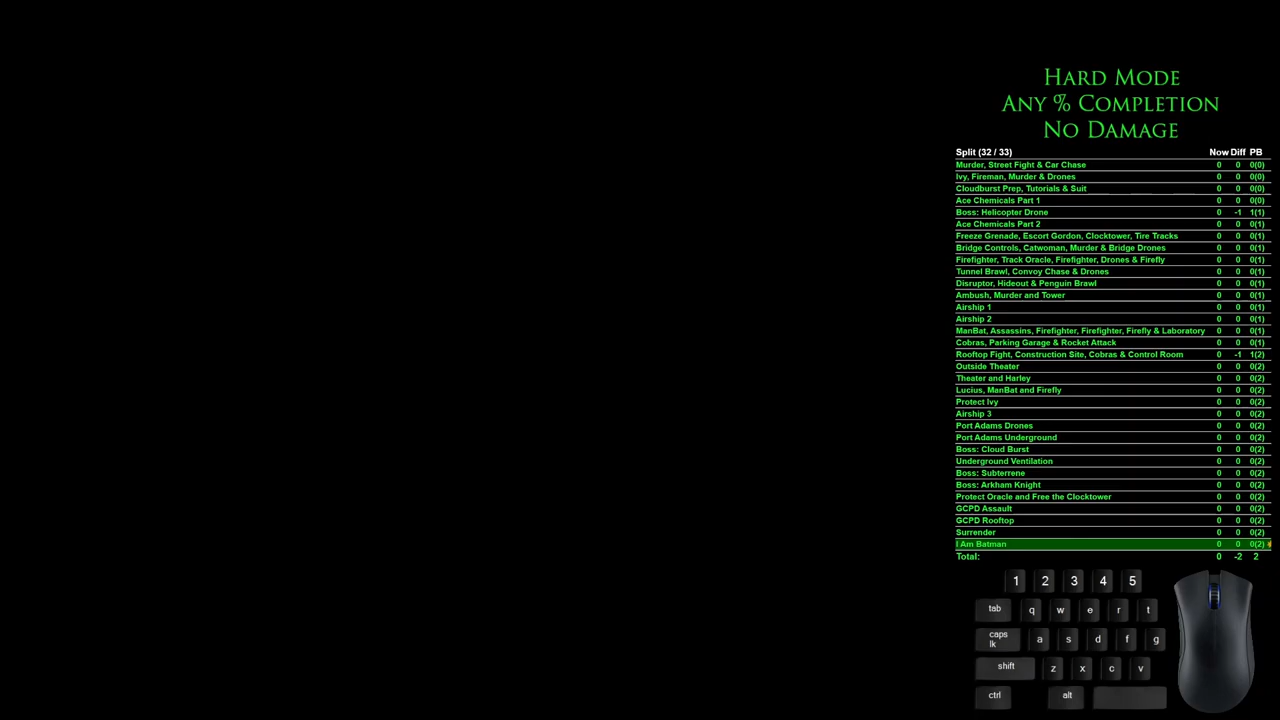 Hard Mode
Any % Completion
No Damage
Split (32 / 33) Now Diff PB
Murder, Street Fight & Car Chase 0 0 0(0)
Ivy, Fireman, Murder & Drones 0 0 0(0)
Cloudburst Prep, Tutorials & Suit 0 0 0(0)
Ace Chemicals Part 1 0 0 0(0)
Boss: Helicopter Drone 0 -1 1(1)
Ace Chemicals Part 2 0 0 0(1)
Freeze Grenade, Escort Gordon, Clocktower, Tire Tracks 0 0 0(1)
Bridge Controls, Catwoman, Murder & Bridge Drones 0 0 0(1)
Firefighter, Track Oracle, Firefighter, Drones & Firefly 0 0 0(1)
Tunnel Brawl, Convoy Chase & Drones 0 0 0(1)
Disruptor, Hideout & Penguin Brawl 0 0 0(1)
Ambush, Murder and Tower 0 0 0(1)
Airship 1 0 0 0(1)
Airship 2 0 0 0(1)
ManBat, Assassins, Firefighter, Firefighter, Firefly & Laboratory 0 0 0(1)
Cobras, Parking Garage & Rocket Attack 0 0 0(1)
Rooftop Fight, Construction Site, Cobras & Control Room 0 -1 1(2)
Outside Theater 0 0 0(2)
Theater and Harley 0 0 0(2)
Lucius, ManBat and Firefly 0 0 0(2)
Protect Ivy 0 0 0(2)
Airship 3 0 0 0(2)
Port Adams Drones 0 0 0(2)
Port Adams Underground 0 0 0(2)
Boss: Cloud Burst 0 0 0(2)
Underground Ventilation 0 0 0(2)
Boss: Subterrene 0 0 0(2)
Boss: Arkham Knight 0 0 0(2)
Protect Oracle and Free the Clocktower 0 0 0(2)
GCPD Assault 0 0 0(2)
GCPD Rooftop 0 0 0(2)
Surrender 0 0 0(2)
I Am Batman 0 0 0(2)
Total: 0 -2 2
1 2 3 4 5
tab q w e r t
caps lk a s d f g
shift z x c v
ctrl alt